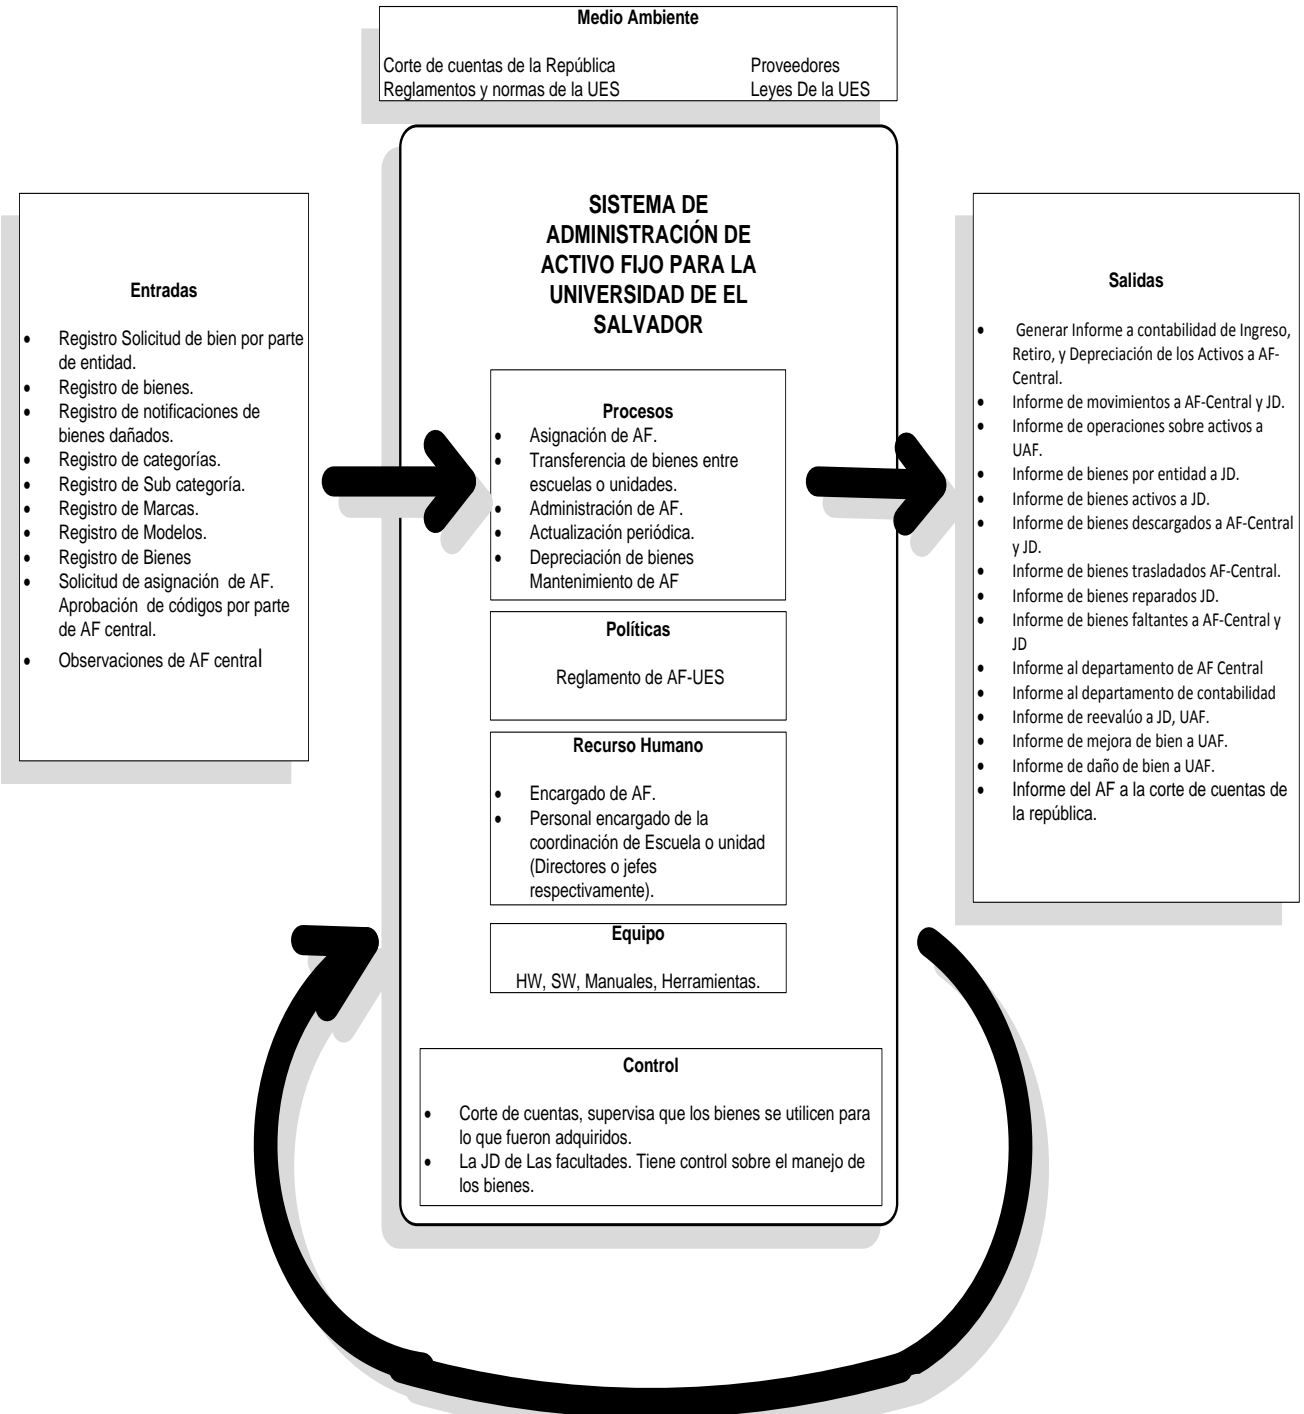 Medio Ambiente
Corte de cuentas de la República
Proveedores
Reglamentos y normas de la UES
Leyes De la UES
SISTEMA DE
ADMINISTRACIÓN DE
ACTIVO FIJO PARA LA
UNIVERSIDAD DE EL
SALVADOR
Entradas
• Registro Solicitud de bien por parte
de entidad.
• Registro de bienes.
• Registro de notificaciones de
bienes dañados.
• Registro de categorías.
• Registro de Sub categoría.
• Registro de Marcas.
• Registro de Modelos.
• Registro de Bienes
• Solicitud de asignación de AF.
Aprobación de códigos por parte
de AF central.
• Observaciones de AF central
Procesos
• Asignación de AF.
• Transferencia de bienes entre
escuelas o unidades.
• Administración de AF.
• Actualización periódica.
• Depreciación de bienes
Mantenimiento de AF
Políticas
Reglamento de AF-UES
Recurso Humano
• Encargado de AF.
• Personal encargado de la
coordinación de Escuela o unidad
(Directores o jefes
respectivamente).
Equipo
HW, SW, Manuales, Herramientas.
Control
• Corte de cuentas, supervisa que los bienes se utilicen para
lo que fueron adquiridos.
• La JD de Las facultades. Tiene control sobre el manejo de
los bienes.
Salidas
• Generar Informe a contabilidad de Ingreso,
Retiro, y Depreciación de los Activos a AF-
Central.
• Informe de movimientos a AF-Central y JD.
• Informe de operaciones sobre activos a
UAF.
• Informe de bienes por entidad a JD.
• Informe de bienes activos a JD.
• Informe de bienes descargados a AF-Central
y JD.
• Informe de bienes trasladados AF-Central.
• Informe de bienes reparados JD.
• Informe de bienes faltantes a AF-Central y
JD
• Informe al departamento de AF Central
• Informe al departamento de contabilidad
• Informe de reevalúo a JD, UAF.
• Informe de mejora de bien a UAF.
• Informe de daño de bien a UAF.
• Informe del AF a la corte de cuentas de
la república.